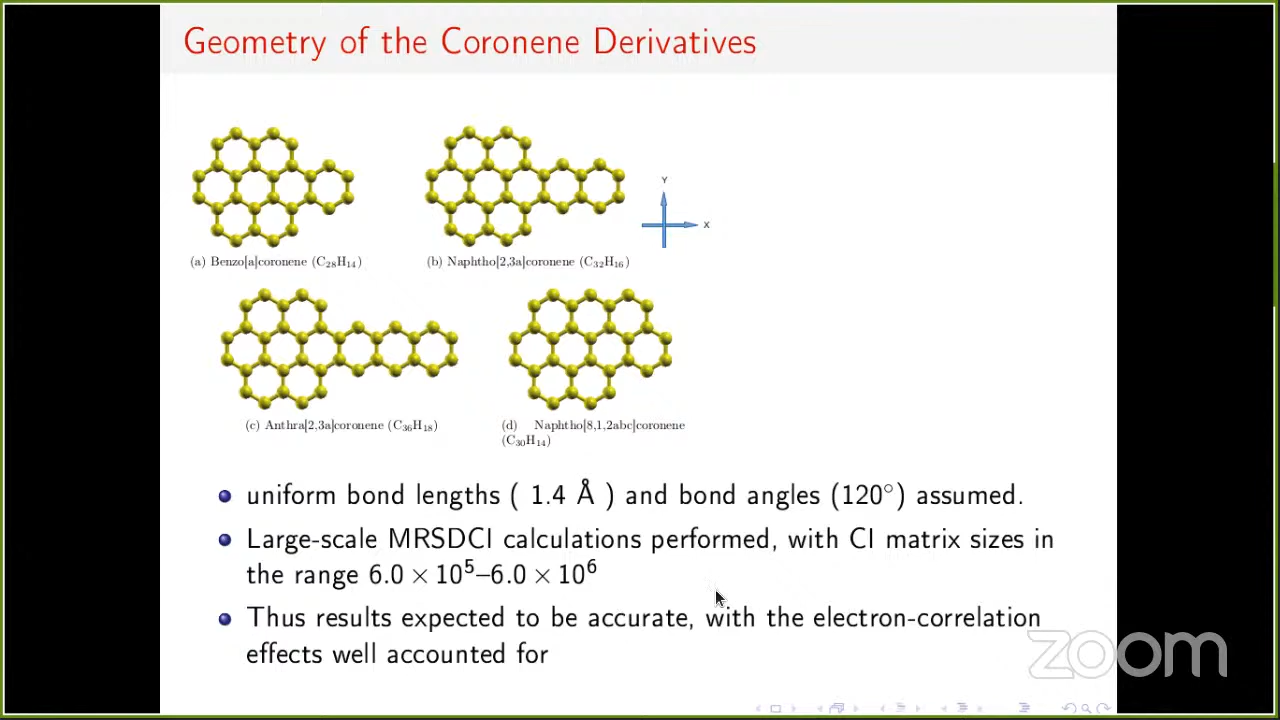 Geometry of the Coronene Derivatives
Y
X
(a) Benzo[a]coronene (C₂₈H₁₄)
(b) Naphtho[2,3a]coronene (C₃₂H₁₆)
(c) Anthra[2,3a]coronene (C₃₆H₁₈)
(d) Naphtho[8,1,2abc]coronene
(C₃₀H₁₄)
uniform bond lengths ( 1.4 Å ) and bond angles (120°) assumed.
Large-scale MRSDCI calculations performed, with CI matrix sizes in
the range 6.0 × 10⁵–6.0 × 10⁶
Thus results expected to be accurate, with the electron-correlation
effects well accounted for
zoom